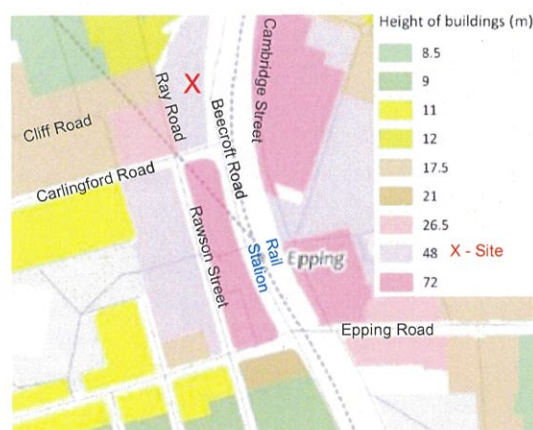 Height of buildings (m)
8.5
9
11
12
17.5
21
26.5
48 X - Site
72
Cambridge Street
Ray Road
X
Beecroft Road
Cliff Road
Carlingford Road
Rawson Street
Rail
Station
Epping
Epping Road